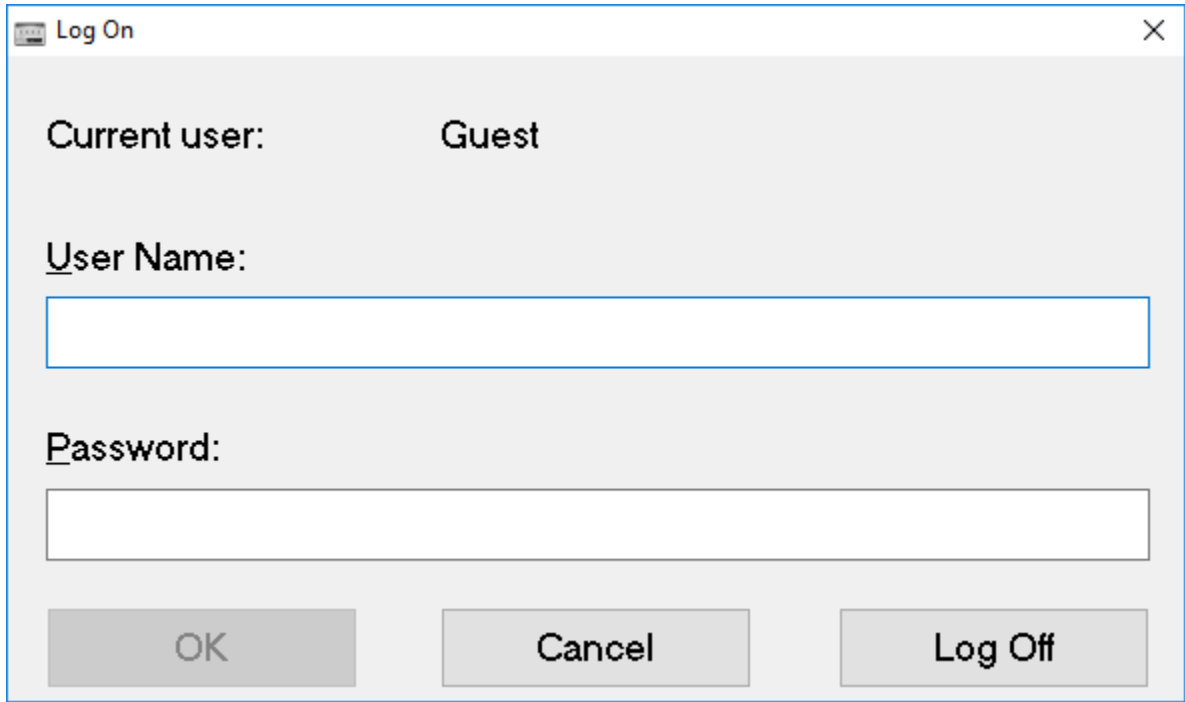 Log On
Current user: Guest
User Name:
Password:
OK Cancel Log Off